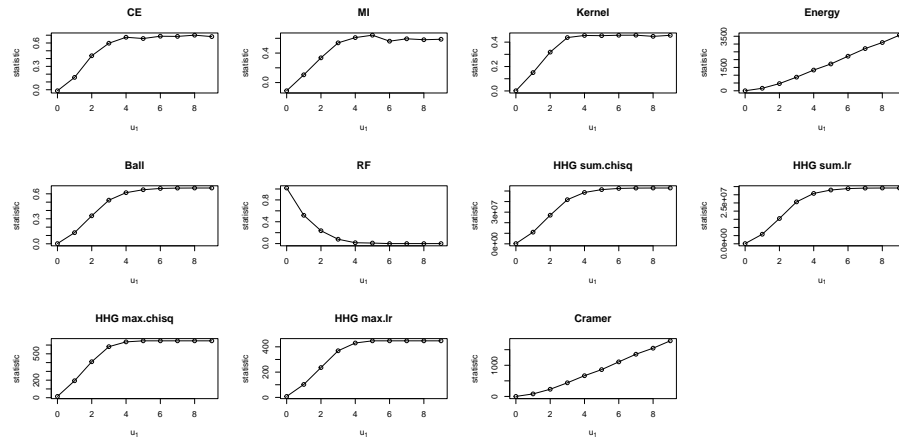 CE
statistic
0.0 0.3 0.6
0 2 4 6 8
u1
MI
statistic
0.0 0.4
0 2 4 6 8
u1
Kernel
statistic
0.0 0.2 0.4
0 2 4 6 8
u1
Energy
statistic
0 1500 3500
0 2 4 6 8
u1
Ball
statistic
0.0 0.3 0.6
0 2 4 6 8
u1
RF
statistic
0.0 0.4 0.8
0 2 4 6 8
u1
HHG sum.chisq
statistic
0e+00 3e+07
0 2 4 6 8
u1
HHG sum.lr
statistic
0.0e+00 2.5e+07
0 2 4 6 8
u1
HHG max.chisq
statistic
0 200 500
0 2 4 6 8
u1
HHG max.lr
statistic
0 200 400
0 2 4 6 8
u1
Cramer
statistic
0 1000
0 2 4 6 8
u1